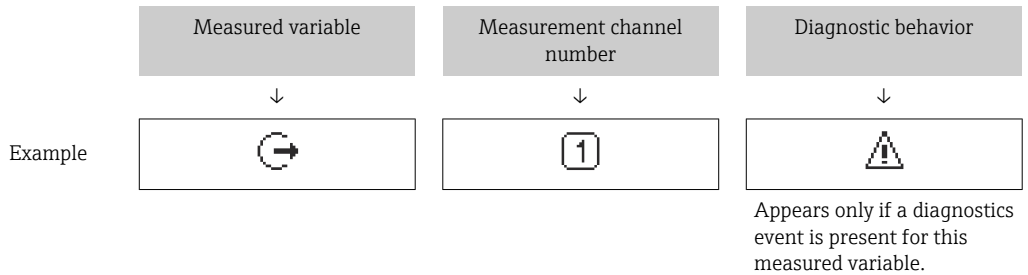 Measured variable
Measurement channel
number
Diagnostic behavior
↓ ↓ ↓
Example
1
Appears only if a diagnostics
event is present for this
measured variable.